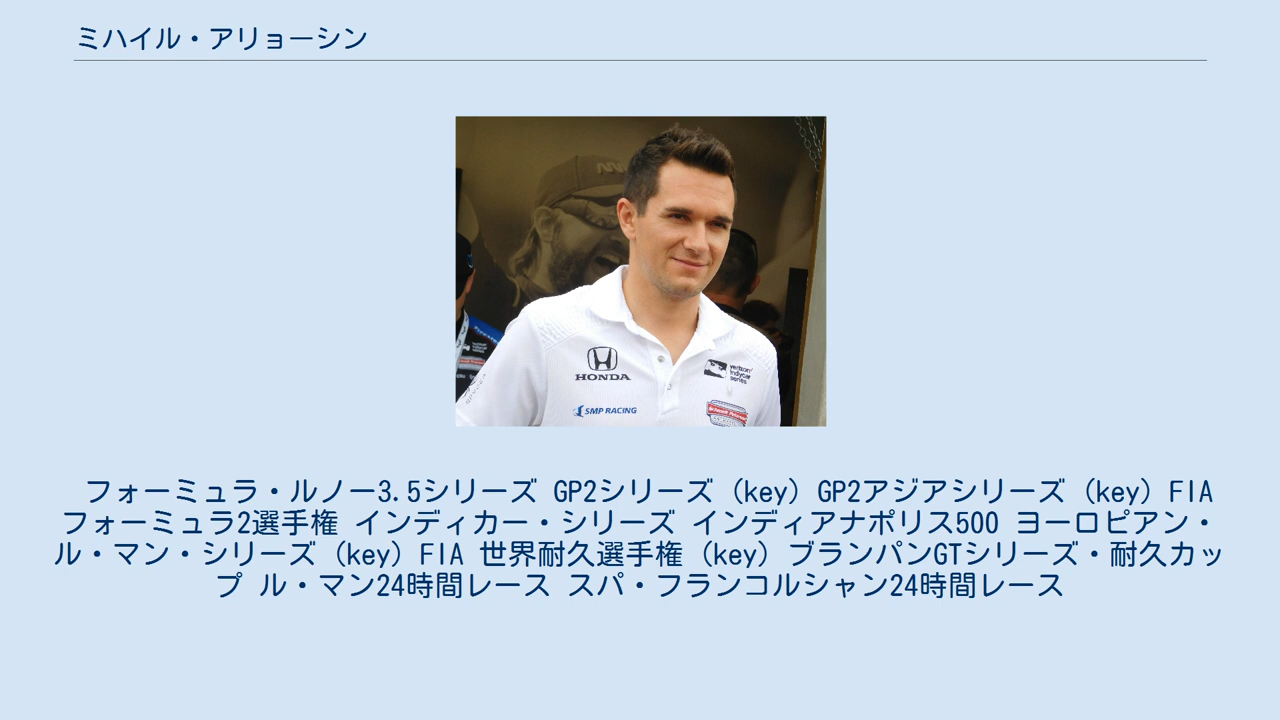 ミハイル・アリョーシン
HONDA
verizon
indycar
series
SMP RACING
フォーミュラ・ルノー3.5シリーズ GP2シリーズ (key) GP2アジアシリーズ (key) FIA
フォーミュラ2選手権 インディカー・シリーズ インディアナポリス500 ヨーロピアン・
ル・マン・シリーズ (key) FIA 世界耐久選手権 (key) ブランパンGTシリーズ・耐久カッ
プ ル・マン24時間レース スパ・フランコルシャン24時間レース